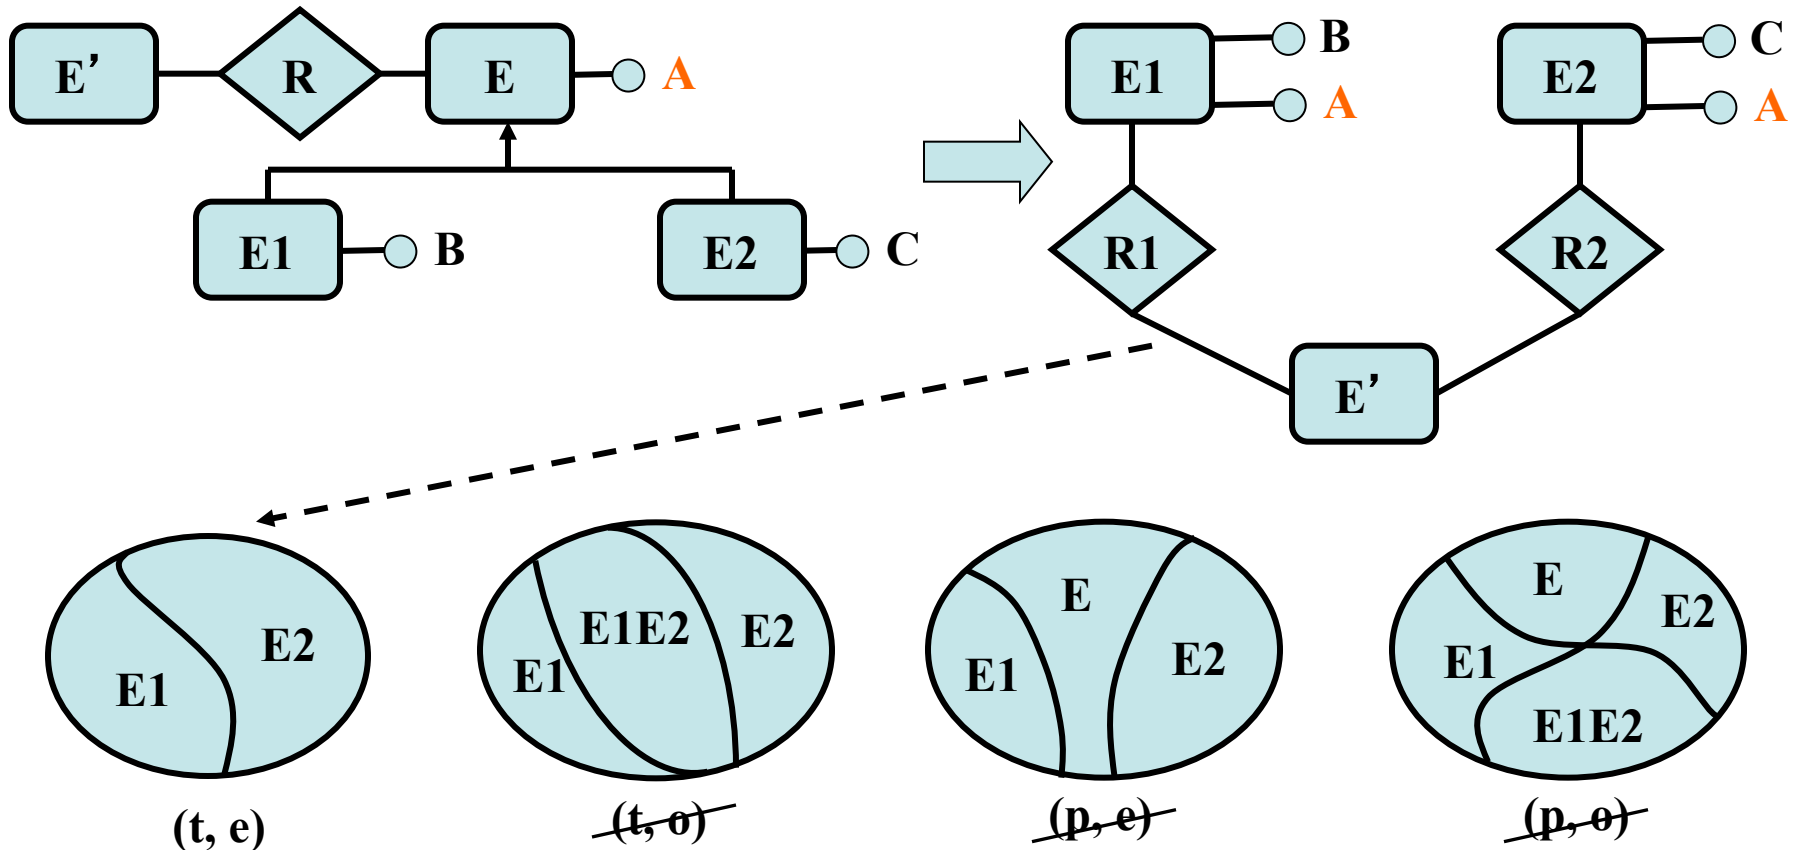 E’ R E A
E1 B
E2 C
E1 B
A
E2 C
A
R1
R2
E’
E1
E2
E1
E1E2
E2
E1
E
E2
E
E1
E2
E1E2
(t, e)
(t, o)
(p, e)
(p, o)